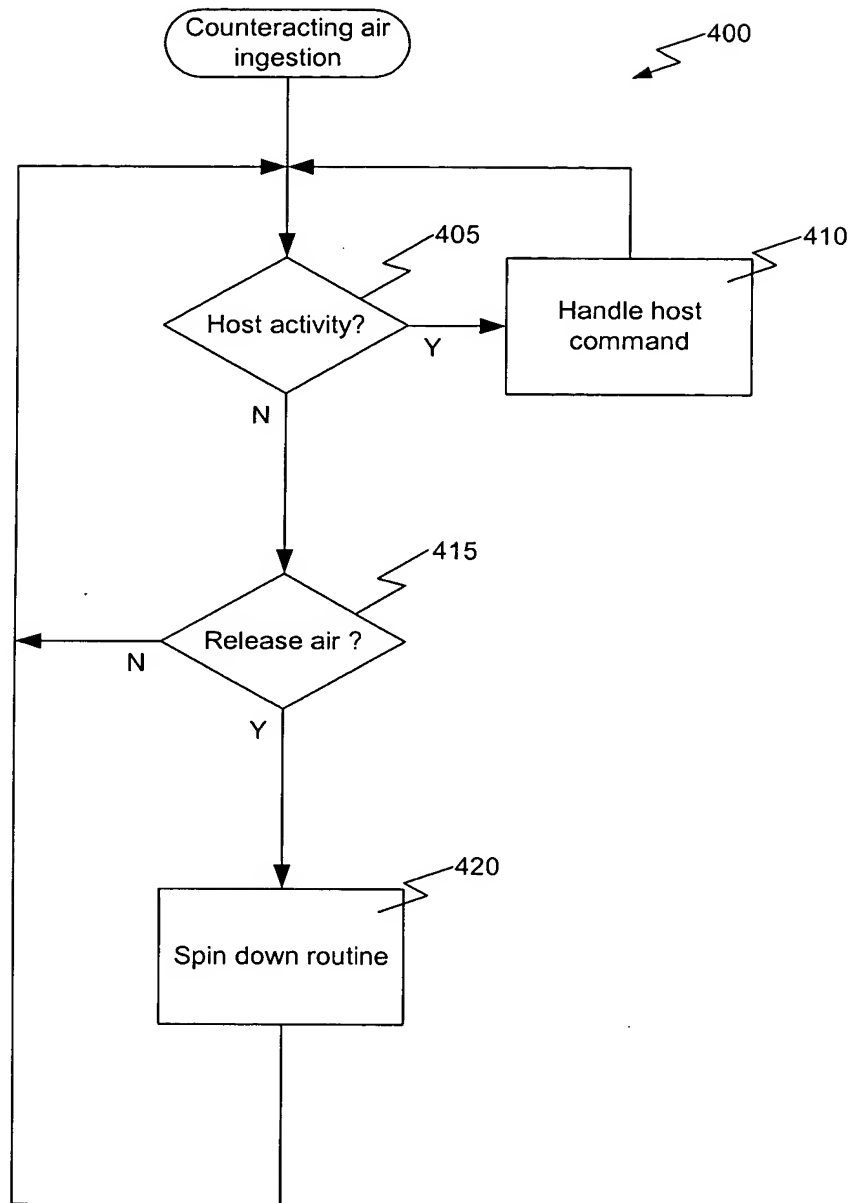 Counteracting air
ingestion
400
405
410
Host activity?
Y
Handle host
command
N
415
Release air ?
N
Y
420
Spin down routine